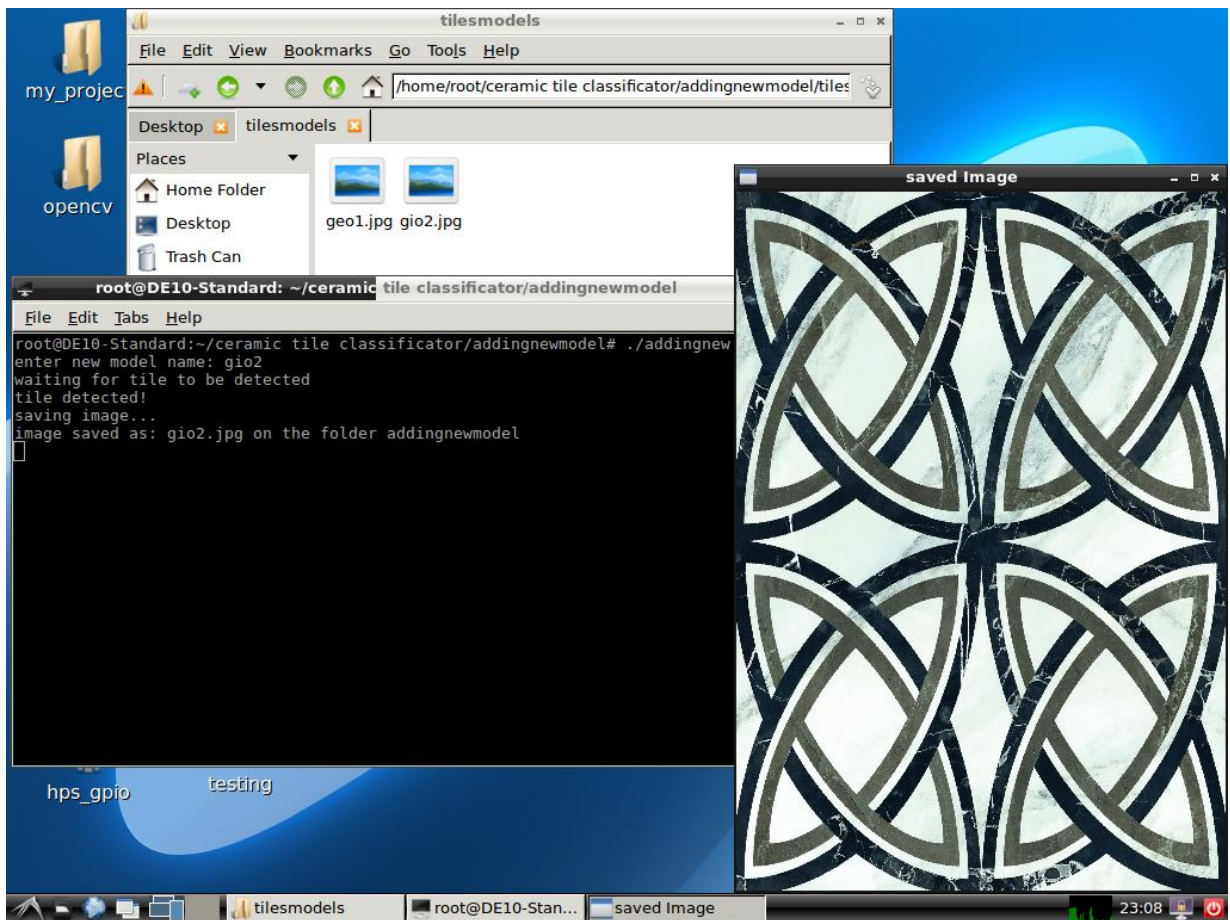 my_projec
opencv
tilesmodels
File Edit View Bookmarks Go Tools Help
/home/root/ceramic tile classificator/addingnewmodel/tiles
Desktop tilesmodels
Places
Home Folder
Desktop
Trash Can
geo1.jpg gio2.jpg
saved Image
root@DE10-Standard: ~/ceramic tile classificator/addingnewmodel
File Edit Tabs Help
root@DE10-Standard:~/ceramic tile classificator/addingnewmodel# ./addingnew
enter new model name: gio2
waiting for tile to be detected
tile detected!
saving image...
image saved as: gio2.jpg on the folder addingnewmodel
hps_gpio
testing
tilesmodels
root@DE10-Stan...
saved Image
23:08